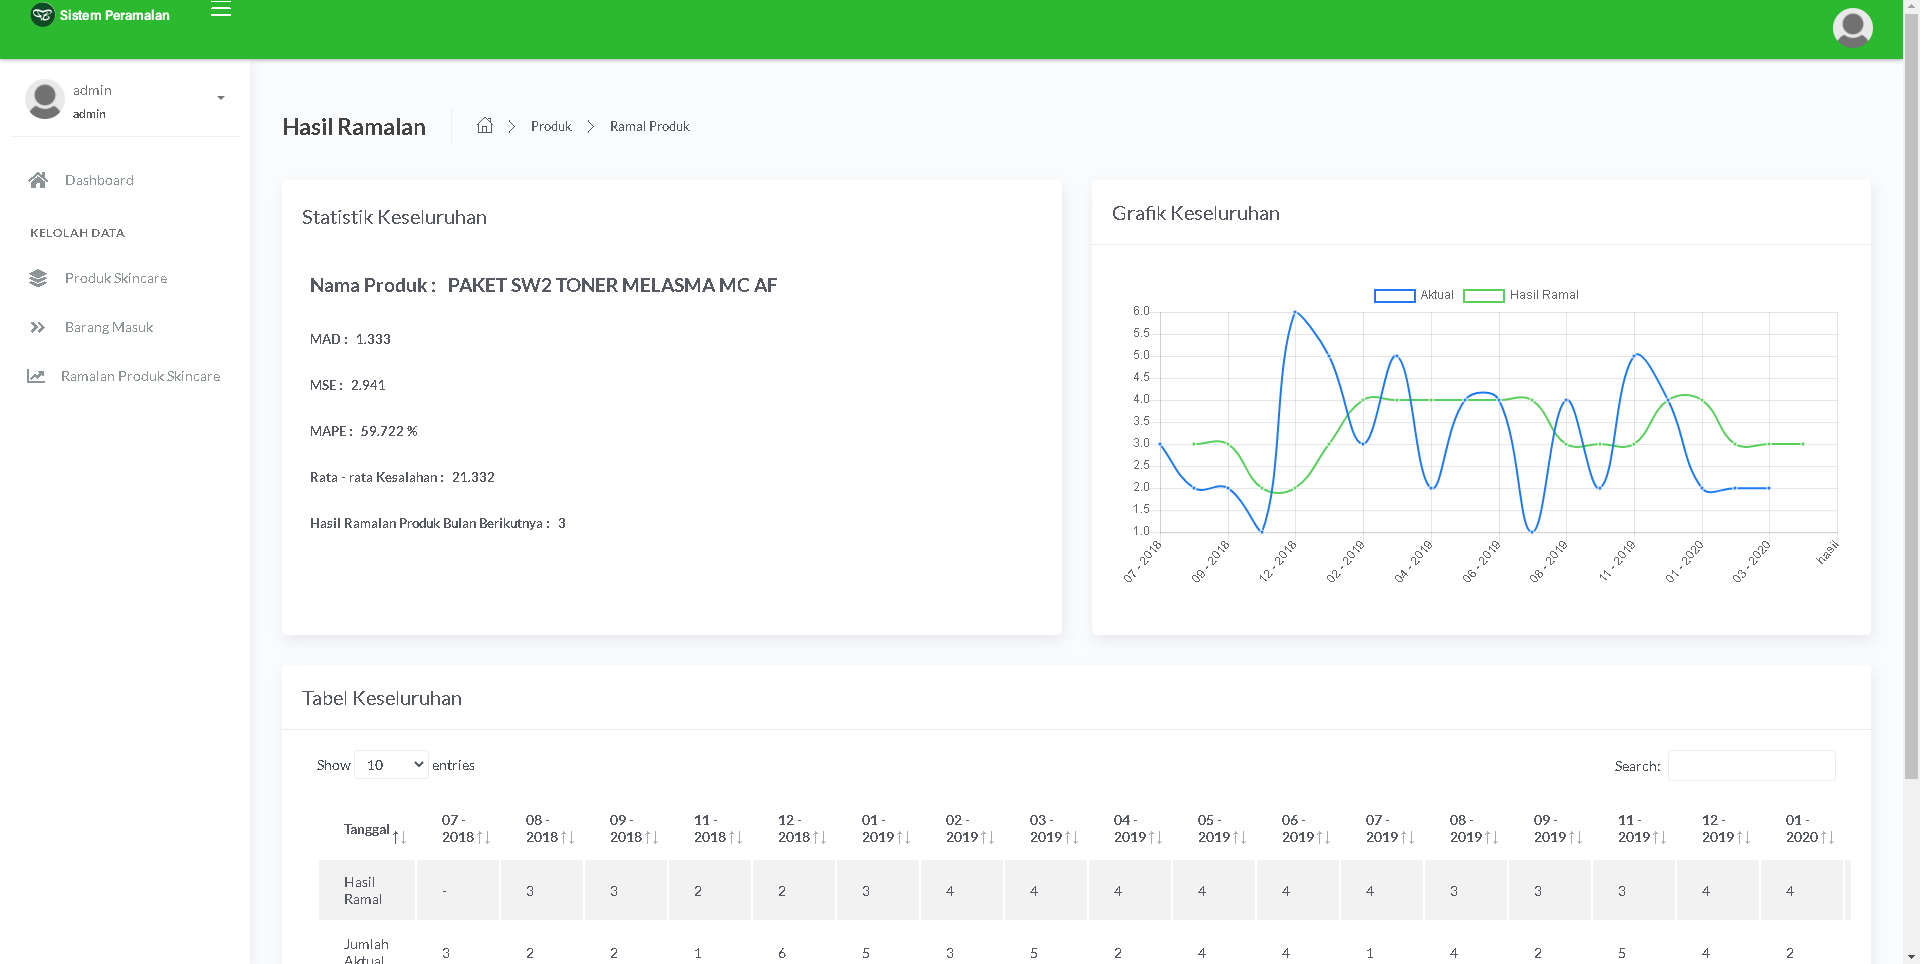 Sistem Peramalan
admin
admin
Dashboard
KELOLAH DATA
Produk Skincare
Barang Masuk
Ramalan Produk Skincare
Hasil Ramalan
Produk
Ramal Produk
Statistik Keseluruhan
Nama Produk : PAKET SW2 TONER MELASMA MC AF
MAD : 1.333
MSE : 2.941
MAPE : 59.722 %
Rata - rata Kesalahan : 21.332
Hasil Ramalan Produk Bulan Berikutnya : 3
Grafik Keseluruhan
Aktual Hasil Ramal
6.0
5.5
5.0
4.5
4.0
3.5
3.0
2.5
2.0
1.5
1.0
07 - 2018 09 - 2018 12 - 2018 02 - 2019 04 - 2019 06 - 2019 08 - 2019 11 - 2019 01 - 2020 03 - 2020 hasil
Tabel Keseluruhan
Show 10 entries
Search:
Tanggal 07 - 2018 08 - 2018 09 - 2018 11 - 2018 12 - 2018 01 - 2019 02 - 2019 03 - 2019 04 - 2019 05 - 2019 06 - 2019 07 - 2019 08 - 2019 09 - 2019 11 - 2019 12 - 2019 01 - 2020
Hasil Ramal - 3 3 2 2 3 4 4 4 4 4 4 3 3 3 4 4
Jumlah Aktual 3 2 2 1 6 5 3 5 2 4 4 1 4 2 5 4 2